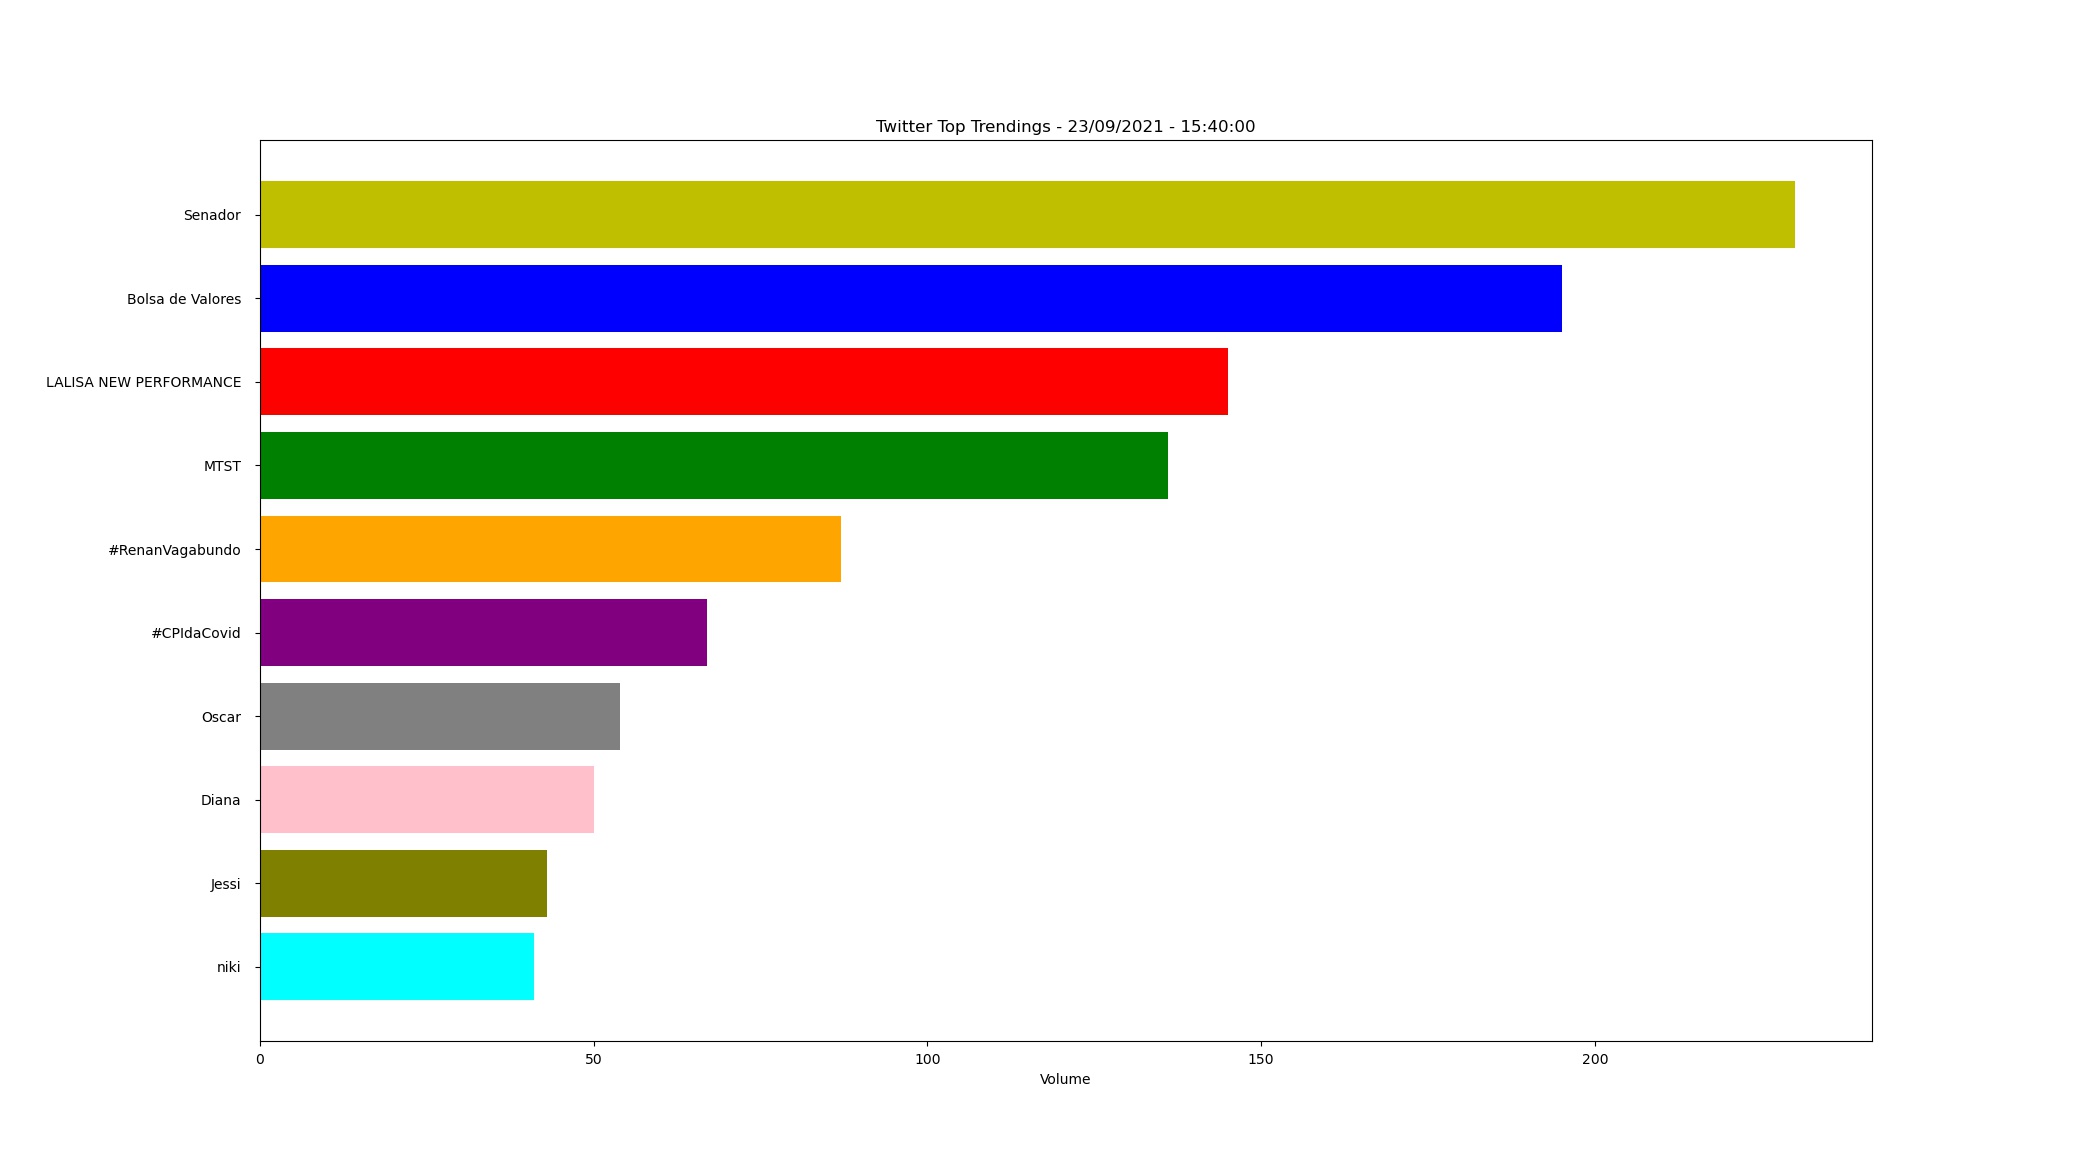 Twitter Top Trendings - 23/09/2021 - 15:40:00
Senador
Bolsa de Valores
LALISA NEW PERFORMANCE
MTST
#RenanVagabundo
#CPIdaCovid
Oscar
Diana
Jessi
niki
0 50 100 150 200
Volume